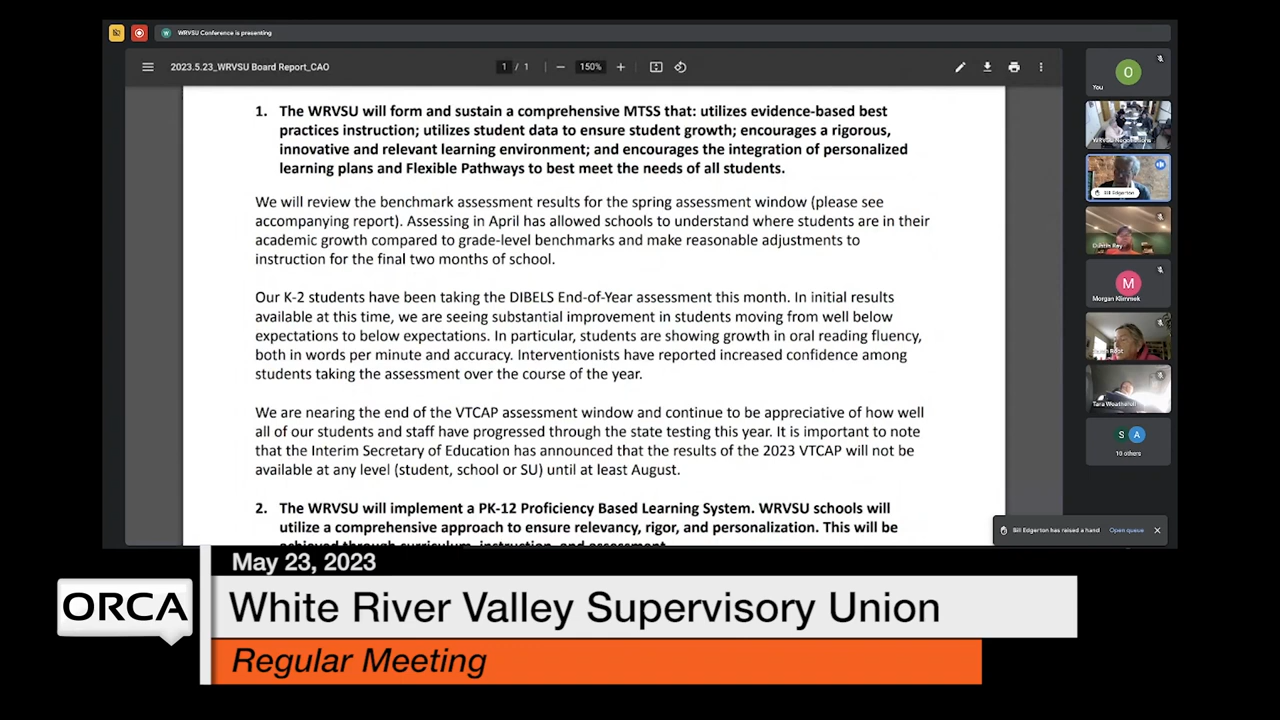 WRVSU Conference is presenting
2023.5.23_WRVSU Board Report_CAO
1 / 1
150%
1. The WRVSU will form and sustain a comprehensive MTSS that: utilizes evidence-based best
practices instruction; utilizes student data to ensure student growth; encourages a rigorous,
innovative and relevant learning environment; and encourages the integration of personalized
learning plans and Flexible Pathways to best meet the needs of all students.
We will review the benchmark assessment results for the spring assessment window (please see
accompanying report). Assessing in April has allowed schools to understand where students are in their
academic growth compared to grade-level benchmarks and make reasonable adjustments to
instruction for the final two months of school.
Our K-2 students have been taking the DIBELS End-of-Year assessment this month. In initial results
available at this time, we are seeing substantial improvement in students moving from well below
expectations to below expectations. In particular, students are showing growth in oral reading fluency,
both in words per minute and accuracy. Interventionists have reported increased confidence among
students taking the assessment over the course of the year.
We are nearing the end of the VTCAP assessment window and continue to be appreciative of how well
all of our students and staff have progressed through the state testing this year. It is important to note
that the Interim Secretary of Education has announced that the results of the 2023 VTCAP will not be
available at any level (student, school or SU) until at least August.
2. The WRVSU will implement a PK-12 Proficiency Based Learning System. WRVSU schools will
utilize a comprehensive approach to ensure relevancy, rigor, and personalization. This will be
achieved through curriculum, instruction, and assessment.
O
You
WRVSU
Bill Edgerton
Dustin Ray
M
Morgan Klimmek
Root
Tara Weatherell
S A
10 others
Bill Edgerton has raised a hand
Open queue
May 23, 2023
ORCA
White River Valley Supervisory Union
Regular Meeting